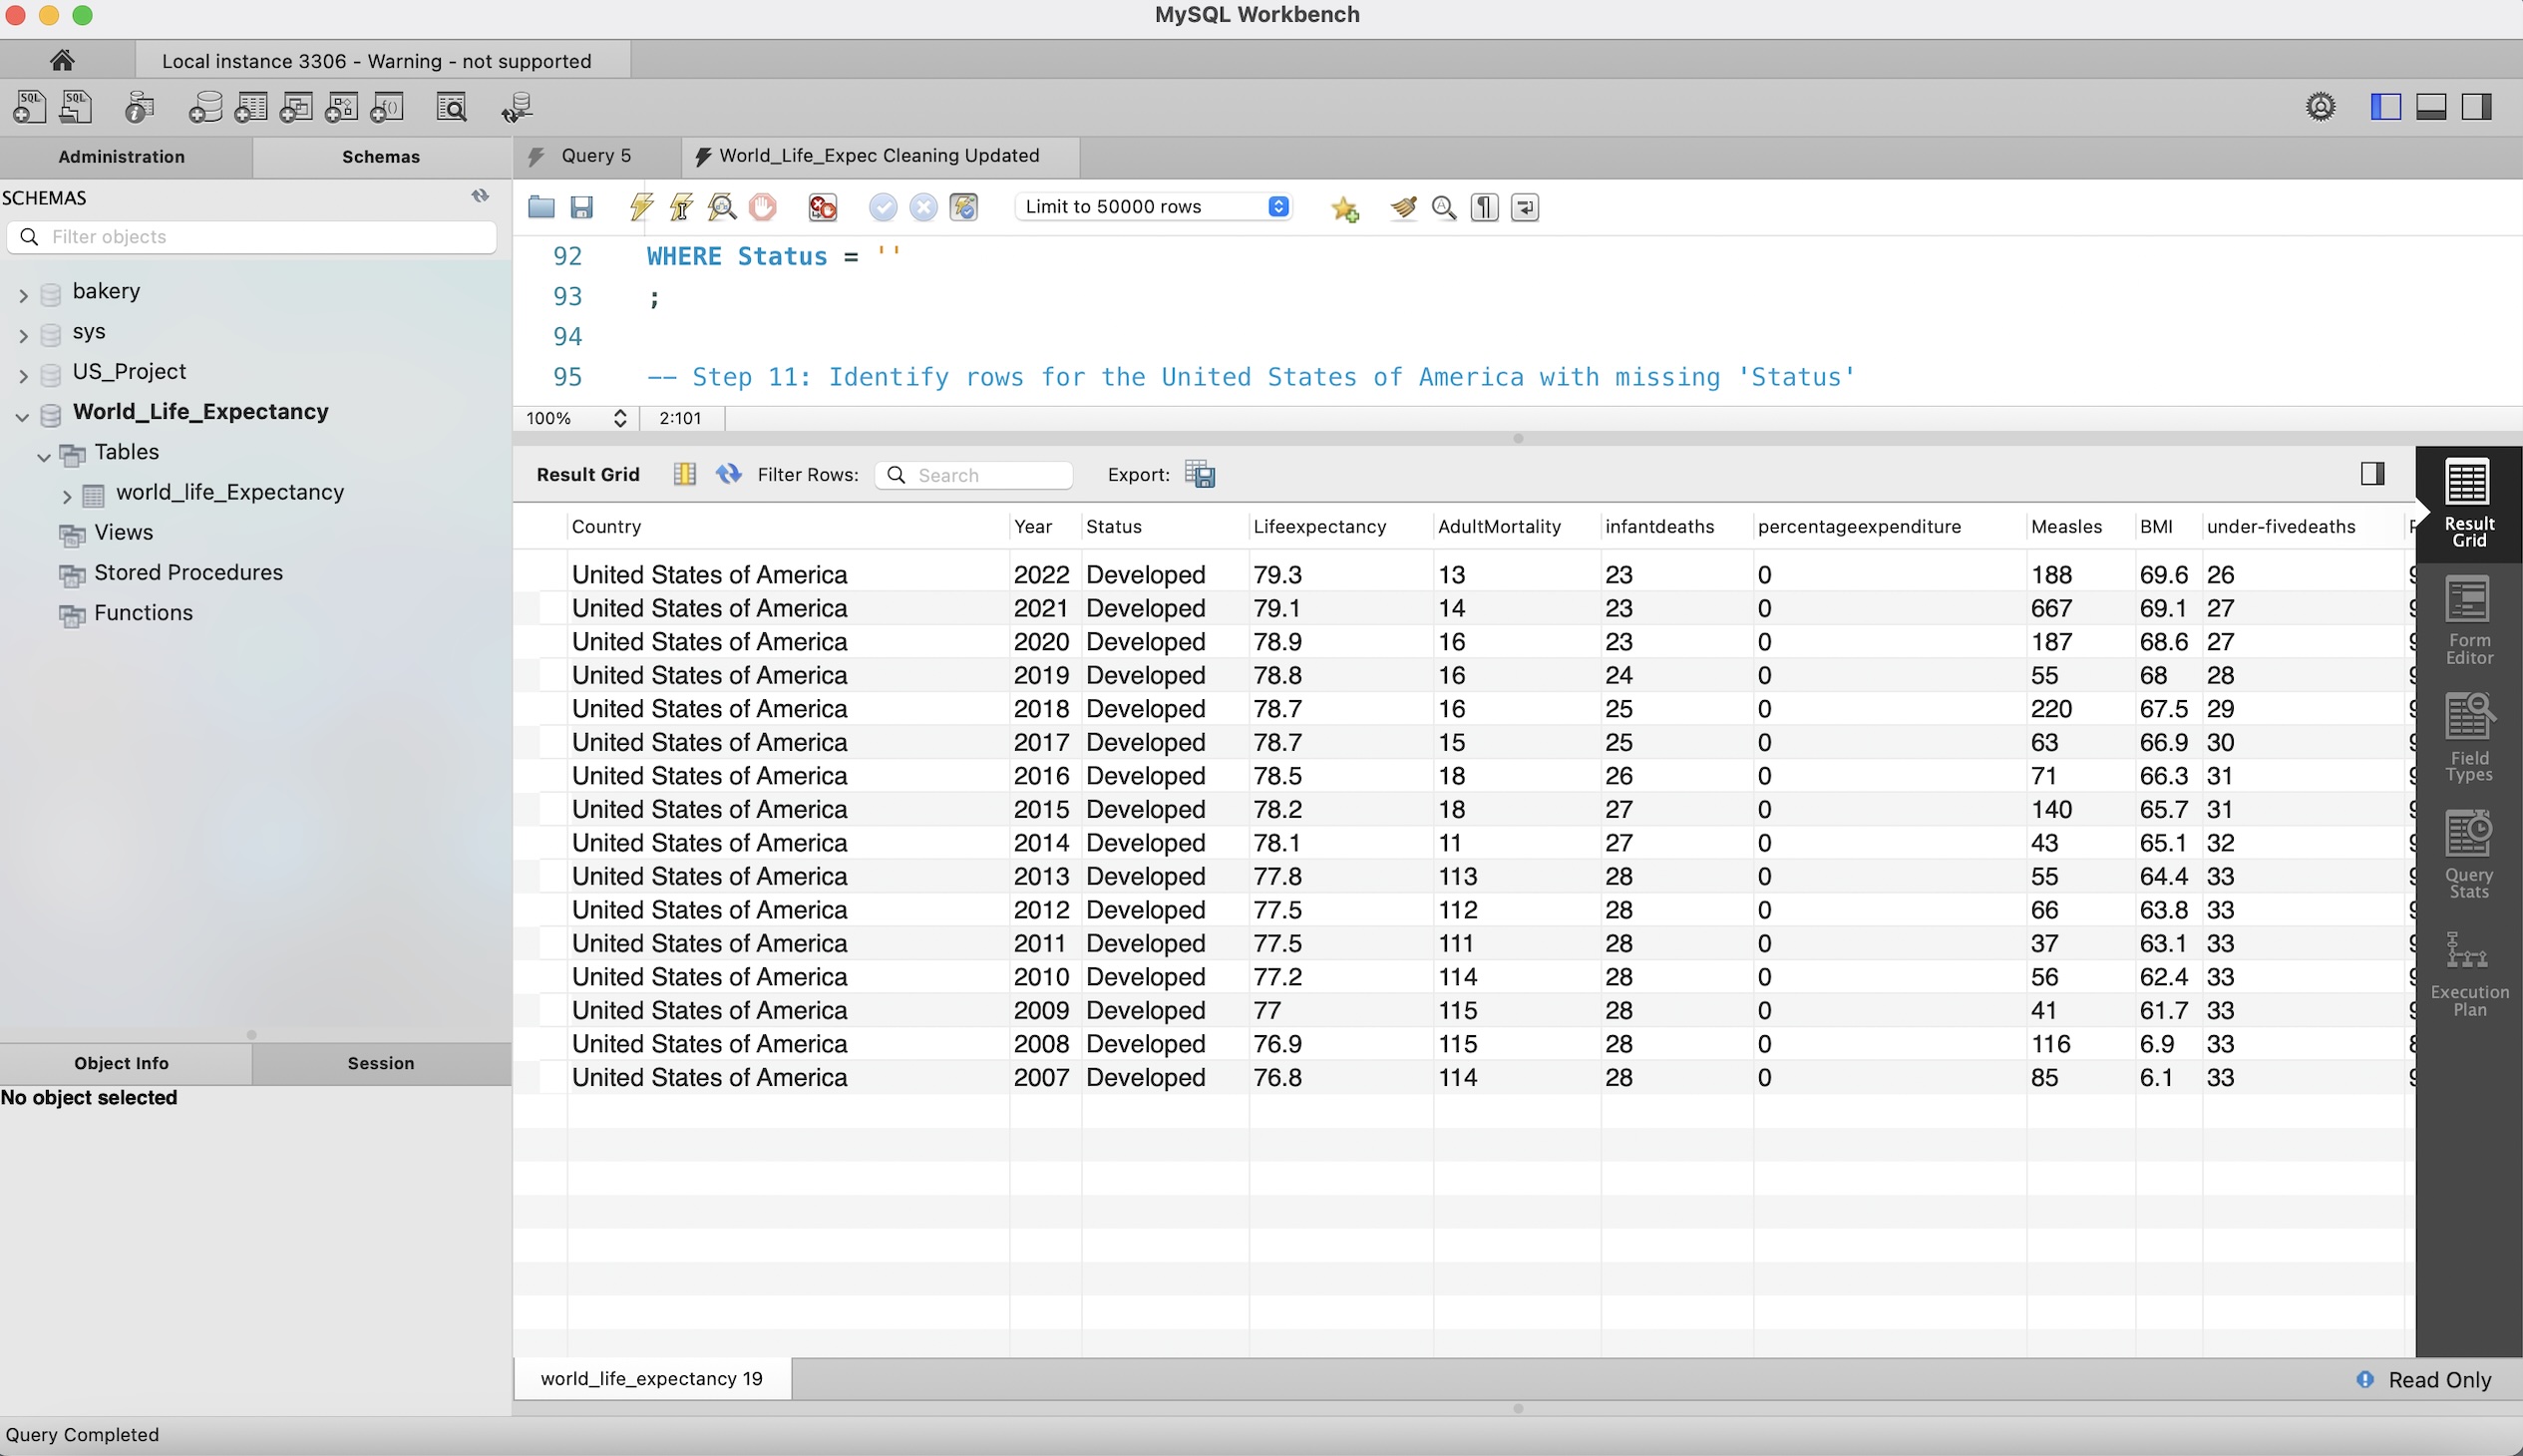 MySQL Workbench
Local instance 3306 - Warning - not supported
Administration Schemas
Query 5 World_Life_Expec Cleaning Updated
SCHEMAS
Filter objects
bakery
sys
US_Project
World_Life_Expectancy
Tables
world_life_Expectancy
Views
Stored Procedures
Functions
Object Info Session
No object selected
Limit to 50000 rows
92 WHERE Status = ''
93 ;
94
95 -- Step 11: Identify rows for the United States of America with missing 'Status'
100% 2:101
Result Grid Filter Rows: Search Export:
Country Year Status Lifeexpectancy AdultMortality infantdeaths percentageexpenditure Measles BMI under-fivedeaths
United States of America 2022 Developed 79.3 13 23 0 188 69.6 26
United States of America 2021 Developed 79.1 14 23 0 667 69.1 27
United States of America 2020 Developed 78.9 16 23 0 187 68.6 27
United States of America 2019 Developed 78.8 16 24 0 55 68 28
United States of America 2018 Developed 78.7 16 25 0 220 67.5 29
United States of America 2017 Developed 78.7 15 25 0 63 66.9 30
United States of America 2016 Developed 78.5 18 26 0 71 66.3 31
United States of America 2015 Developed 78.2 18 27 0 140 65.7 31
United States of America 2014 Developed 78.1 11 27 0 43 65.1 32
United States of America 2013 Developed 77.8 113 28 0 55 64.4 33
United States of America 2012 Developed 77.5 112 28 0 66 63.8 33
United States of America 2011 Developed 77.5 111 28 0 37 63.1 33
United States of America 2010 Developed 77.2 114 28 0 56 62.4 33
United States of America 2009 Developed 77 115 28 0 41 61.7 33
United States of America 2008 Developed 76.9 115 28 0 116 6.9 33
United States of America 2007 Developed 76.8 114 28 0 85 6.1 33
Result
Grid
Form
Editor
Field
Types
Query
Stats
Execution
Plan
world_life_expectancy 19
Read Only
Query Completed